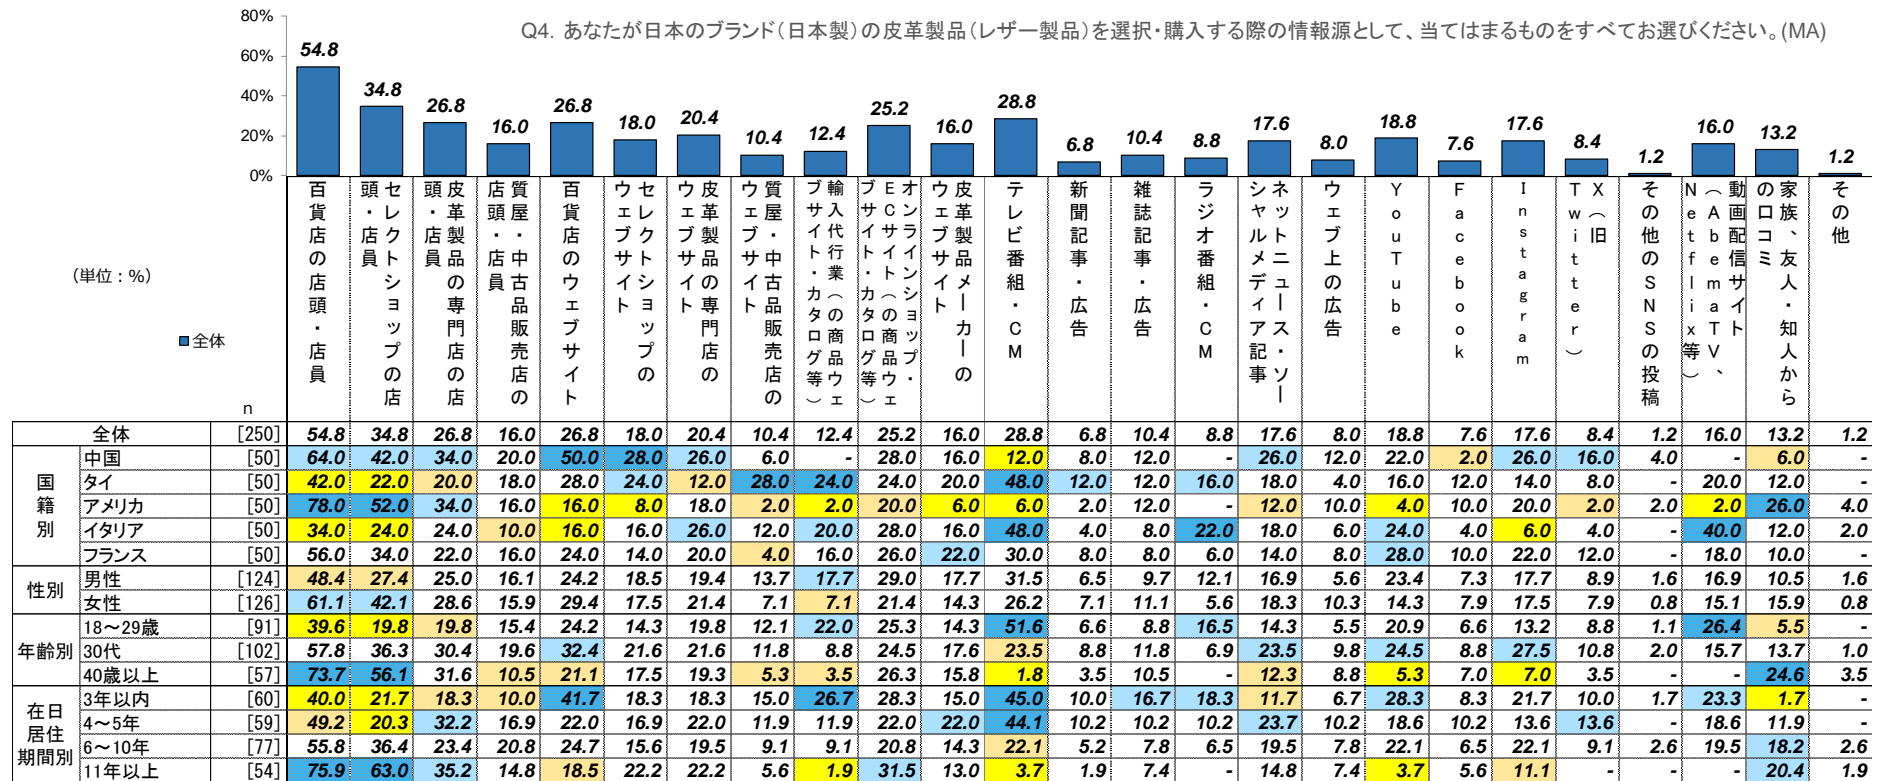 Q4. あなたが日本のブランド(日本製)の皮革製品(レザー製品)を選択・購入する際の情報源として、当てはまるものをすべてお選びください。(MA)
80%
60%
40%
20%
0%
54.8 34.8 26.8 16.0 26.8 18.0 20.4 10.4 12.4 25.2 16.0 28.8 6.8 10.4 8.8 17.6 8.0 18.8 7.6 17.6 8.4 1.2 16.0 13.2 1.2
(単位:%)
■全体
百貨店の店頭・店員
セレクトショップの店頭・店員
皮革製品の専門店の店頭・店員
質屋・中古品販売店の店頭・店員
百貨店のウェブサイト
セレクトショップのウェブサイト
皮革製品の専門店のウェブサイト
質屋・中古品販売店のウェブサイト
輸入代行業(の商品ウェブサイト・カタログ等)
オンラインショップ・ECサイト(の商品ウェブサイト・カタログ等)
皮革製品メーカーのウェブサイト
テレビ番組・CM
新聞記事・広告
雑誌記事・広告
ラジオ番組・CM
ネットニュース・ソーシャルメディア記事
ウェブ上の広告
YouTube
Facebook
Instagram
X(旧Twitter)
その他のSNSの投稿
動画配信サイト(AbemaTV、Netflix等)
家族、友人・知人からの口コミ
その他
n
全体 [250] 54.8 34.8 26.8 16.0 26.8 18.0 20.4 10.4 12.4 25.2 16.0 28.8 6.8 10.4 8.8 17.6 8.0 18.8 7.6 17.6 8.4 1.2 16.0 13.2 1.2
国籍別
中国 [50] 64.0 42.0 34.0 20.0 50.0 28.0 26.0 6.0 - 28.0 16.0 12.0 8.0 12.0 - 26.0 12.0 22.0 2.0 26.0 16.0 4.0 - 6.0 -
タイ [50] 42.0 22.0 20.0 18.0 28.0 24.0 12.0 28.0 24.0 24.0 20.0 48.0 12.0 12.0 16.0 18.0 4.0 16.0 12.0 14.0 8.0 - 20.0 12.0 -
アメリカ [50] 78.0 52.0 34.0 16.0 16.0 8.0 18.0 2.0 2.0 20.0 6.0 6.0 2.0 12.0 - 12.0 10.0 4.0 10.0 20.0 2.0 2.0 2.0 26.0 4.0
イタリア [50] 34.0 24.0 24.0 10.0 16.0 16.0 26.0 12.0 20.0 28.0 16.0 48.0 4.0 8.0 22.0 18.0 6.0 24.0 4.0 6.0 4.0 - 40.0 12.0 2.0
フランス [50] 56.0 34.0 22.0 16.0 24.0 14.0 20.0 4.0 16.0 26.0 22.0 30.0 8.0 8.0 6.0 14.0 8.0 28.0 10.0 22.0 12.0 - 18.0 10.0 -
性別
男性 [124] 48.4 27.4 25.0 16.1 24.2 18.5 19.4 13.7 17.7 29.0 17.7 31.5 6.5 9.7 12.1 16.9 5.6 23.4 7.3 17.7 8.9 1.6 16.9 10.5 1.6
女性 [126] 61.1 42.1 28.6 15.9 29.4 17.5 21.4 7.1 7.1 21.4 14.3 26.2 7.1 11.1 5.6 18.3 10.3 14.3 7.9 17.5 7.9 0.8 15.1 15.9 0.8
年齢別
18~29歳 [91] 39.6 19.8 19.8 15.4 24.2 14.3 19.8 12.1 22.0 25.3 14.3 51.6 6.6 8.8 16.5 14.3 5.5 20.9 6.6 13.2 8.8 1.1 26.4 5.5 -
30代 [102] 57.8 36.3 30.4 19.6 32.4 21.6 21.6 11.8 8.8 24.5 17.6 23.5 8.8 11.8 6.9 23.5 9.8 24.5 8.8 27.5 10.8 2.0 15.7 13.7 1.0
40歳以上 [57] 73.7 56.1 31.6 10.5 21.1 17.5 19.3 5.3 3.5 26.3 15.8 1.8 3.5 10.5 - 12.3 8.8 5.3 7.0 7.0 3.5 - - 24.6 3.5
在日居住期間別
3年以内 [60] 40.0 21.7 18.3 10.0 41.7 18.3 18.3 15.0 26.7 28.3 15.0 45.0 10.0 16.7 18.3 11.7 6.7 28.3 8.3 21.7 10.0 1.7 23.3 1.7 -
4~5年 [59] 49.2 20.3 32.2 16.9 22.0 16.9 22.0 11.9 11.9 22.0 22.0 44.1 10.2 10.2 10.2 23.7 10.2 18.6 10.2 13.6 13.6 - 18.6 11.9 -
6~10年 [77] 55.8 36.4 23.4 20.8 24.7 15.6 19.5 9.1 9.1 20.8 14.3 22.1 5.2 7.8 6.5 19.5 7.8 22.1 6.5 22.1 9.1 2.6 19.5 18.2 2.6
11年以上 [54] 75.9 63.0 35.2 14.8 18.5 22.2 22.2 5.6 1.9 31.5 13.0 3.7 1.9 7.4 - 14.8 7.4 3.7 5.6 11.1 - - - 20.4 1.9